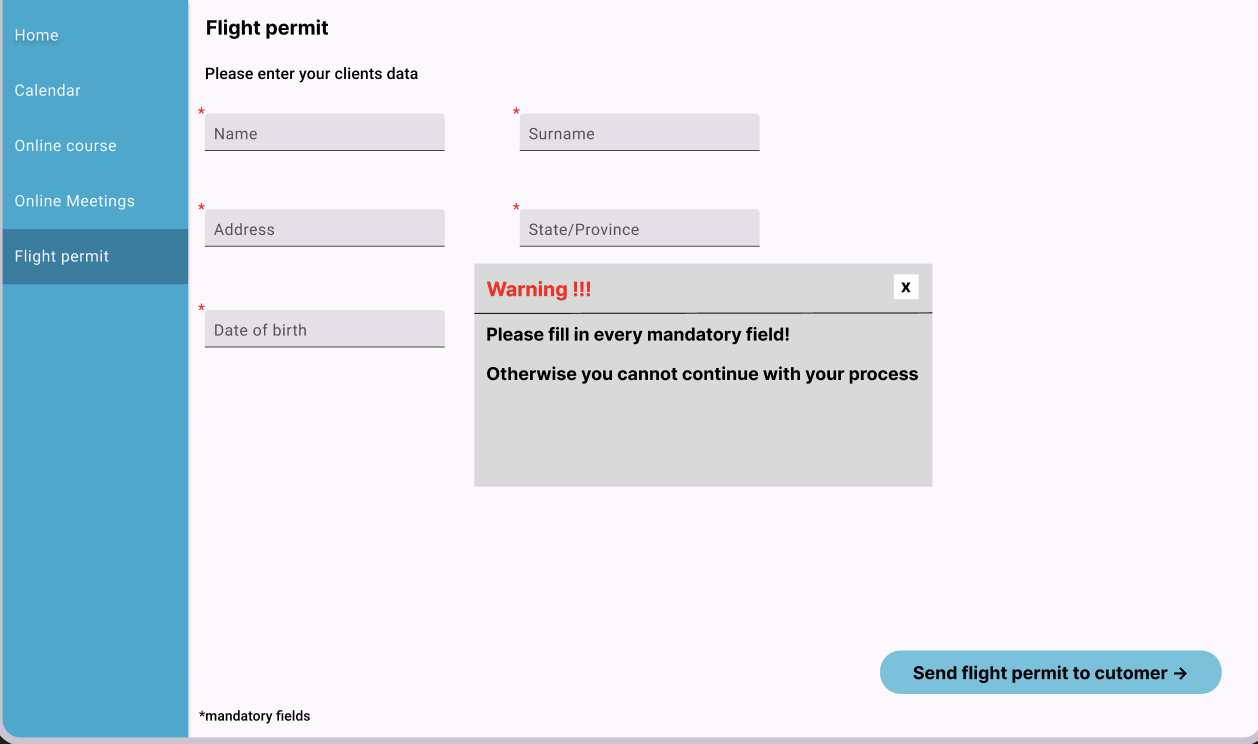 Home
Calendar
Online course
Online Meetings
Flight permit
Flight permit
Please enter your clients data
* Name
* Surname
* Address
* State/Province
* Date of birth
Warning !!!
X
Please fill in every mandatory field!
Otherwise you cannot continue with your process
Send flight permit to cutomer →
*mandatory fields